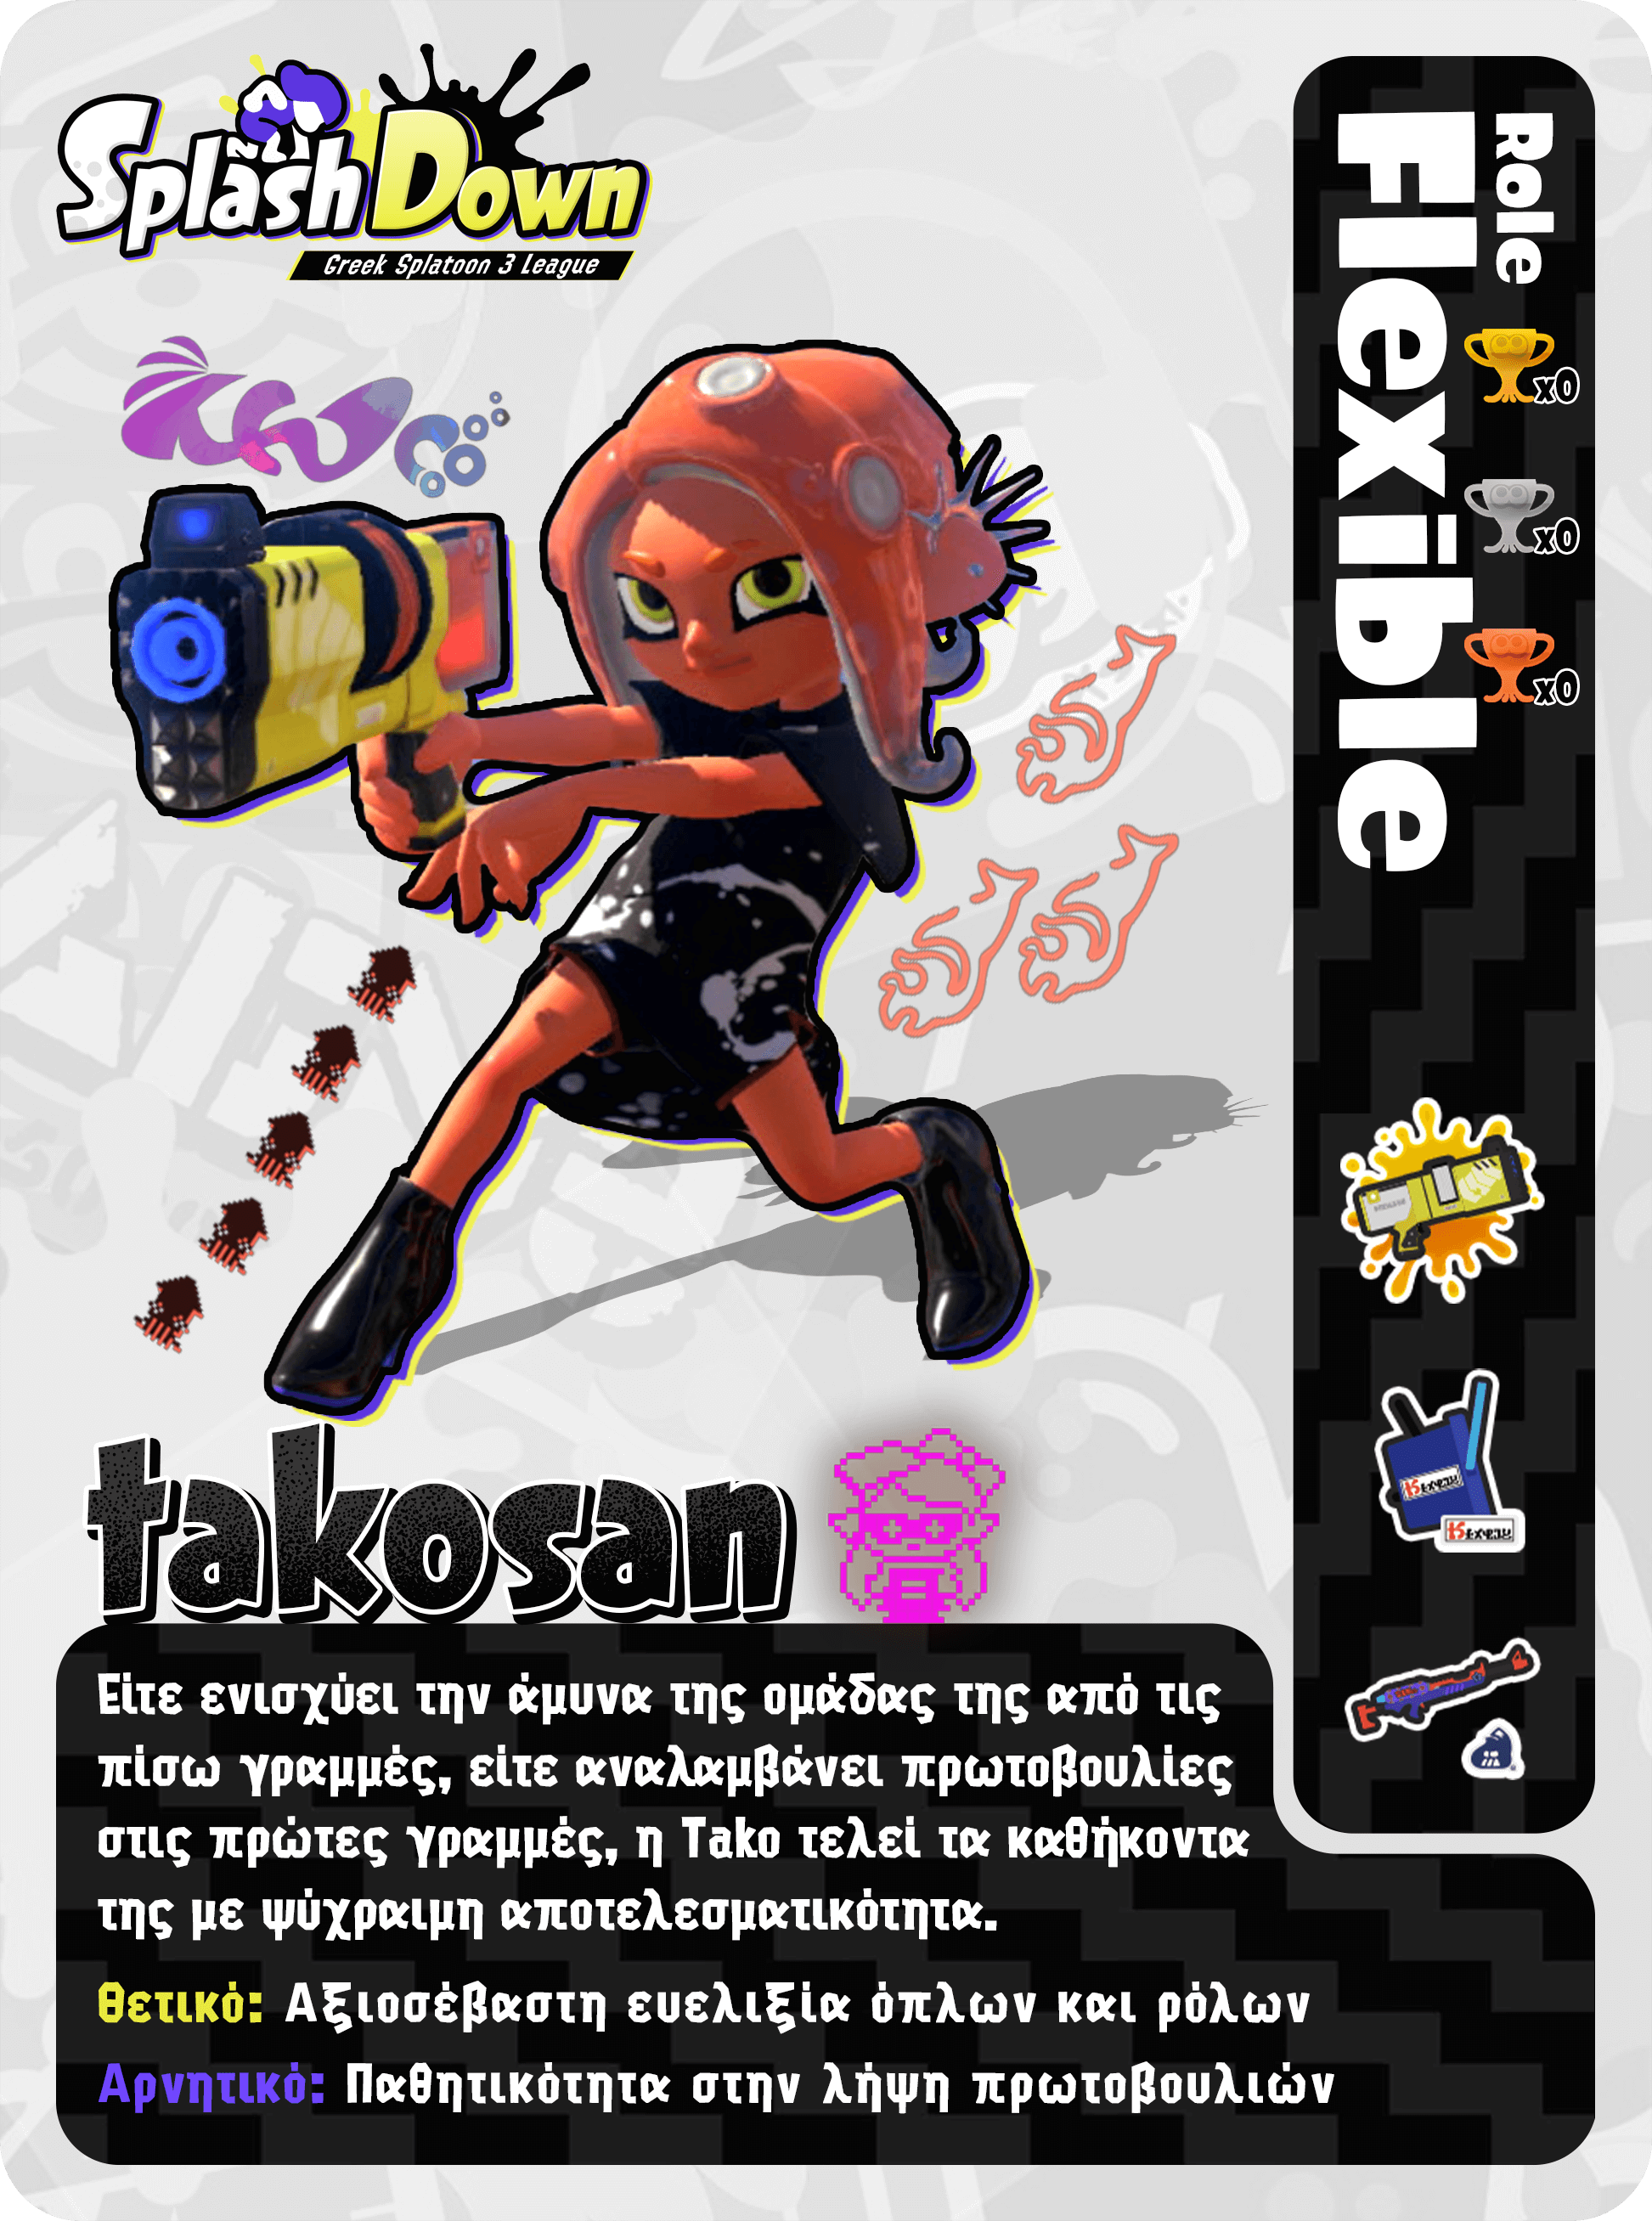 SplashDown
Greek Splatoon 3 League
Role
Flexible
x0
x0
x0
takosan
Είτε ενισχύει την άμυνα της ομάδας της από τις
πίσω γραμμές, είτε αναλαμβάνει πρωτοβουλίες
στις πρώτες γραμμές, η Tako τελεί τα καθήκοντα
της με ψύχραιμη αποτελεσματικότητα.
Θετικό: Αξιοσέβαστη ευελιξία όπλων και ρόλων
Αρνητικό: Παθητικότητα στην λήψη πρωτοβουλιών